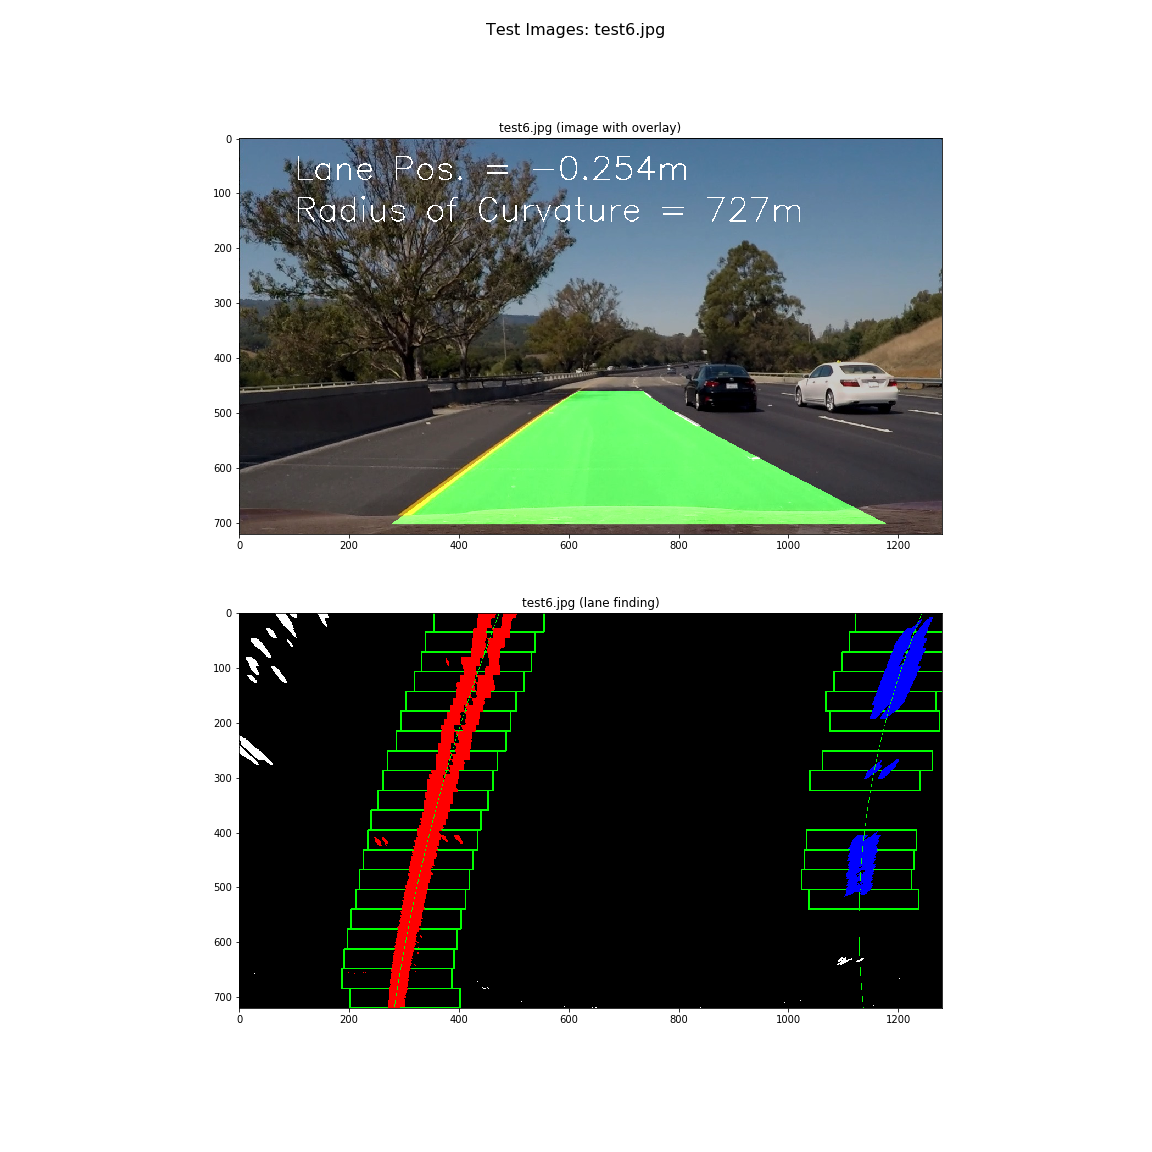 Test Images: test6.jpg
test6.jpg (image with overlay)
Lane Pos. = -0.254m
Radius of Curvature = 727m
0
100
200
300
400
500
600
700
0 200 400 600 800 1000 1200
test6.jpg (lane finding)
0
100
200
300
400
500
600
700
0 200 400 600 800 1000 1200